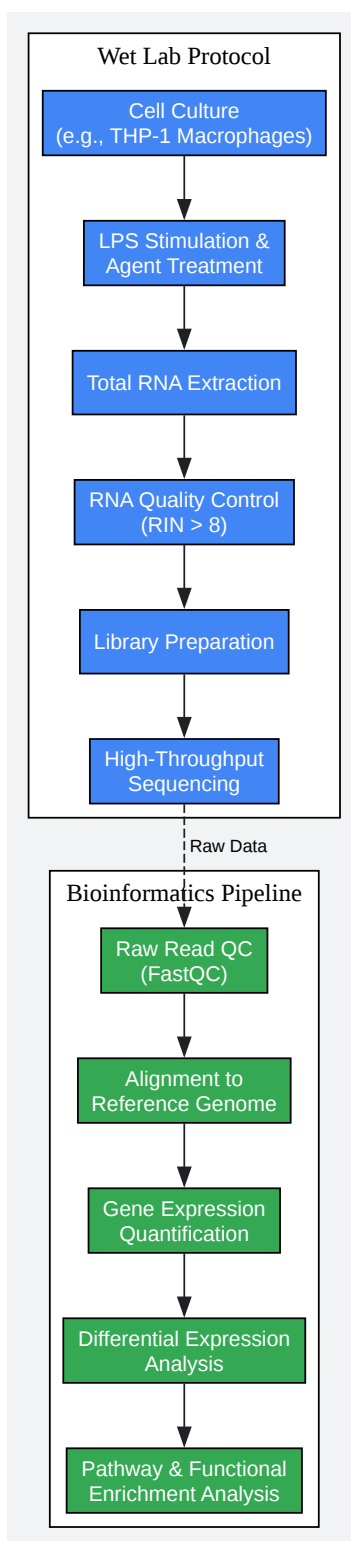 Wet Lab Protocol
Cell Culture
(e.g., THP-1 Macrophages)
LPS Stimulation &
Agent Treatment
Total RNA Extraction
RNA Quality Control
(RIN > 8)
Library Preparation
High-Throughput
Sequencing
Raw Data
Bioinformatics Pipeline
Raw Read QC
(FastQC)
Alignment to
Reference Genome
Gene Expression
Quantification
Differential Expression
Analysis
Pathway & Functional
Enrichment Analysis